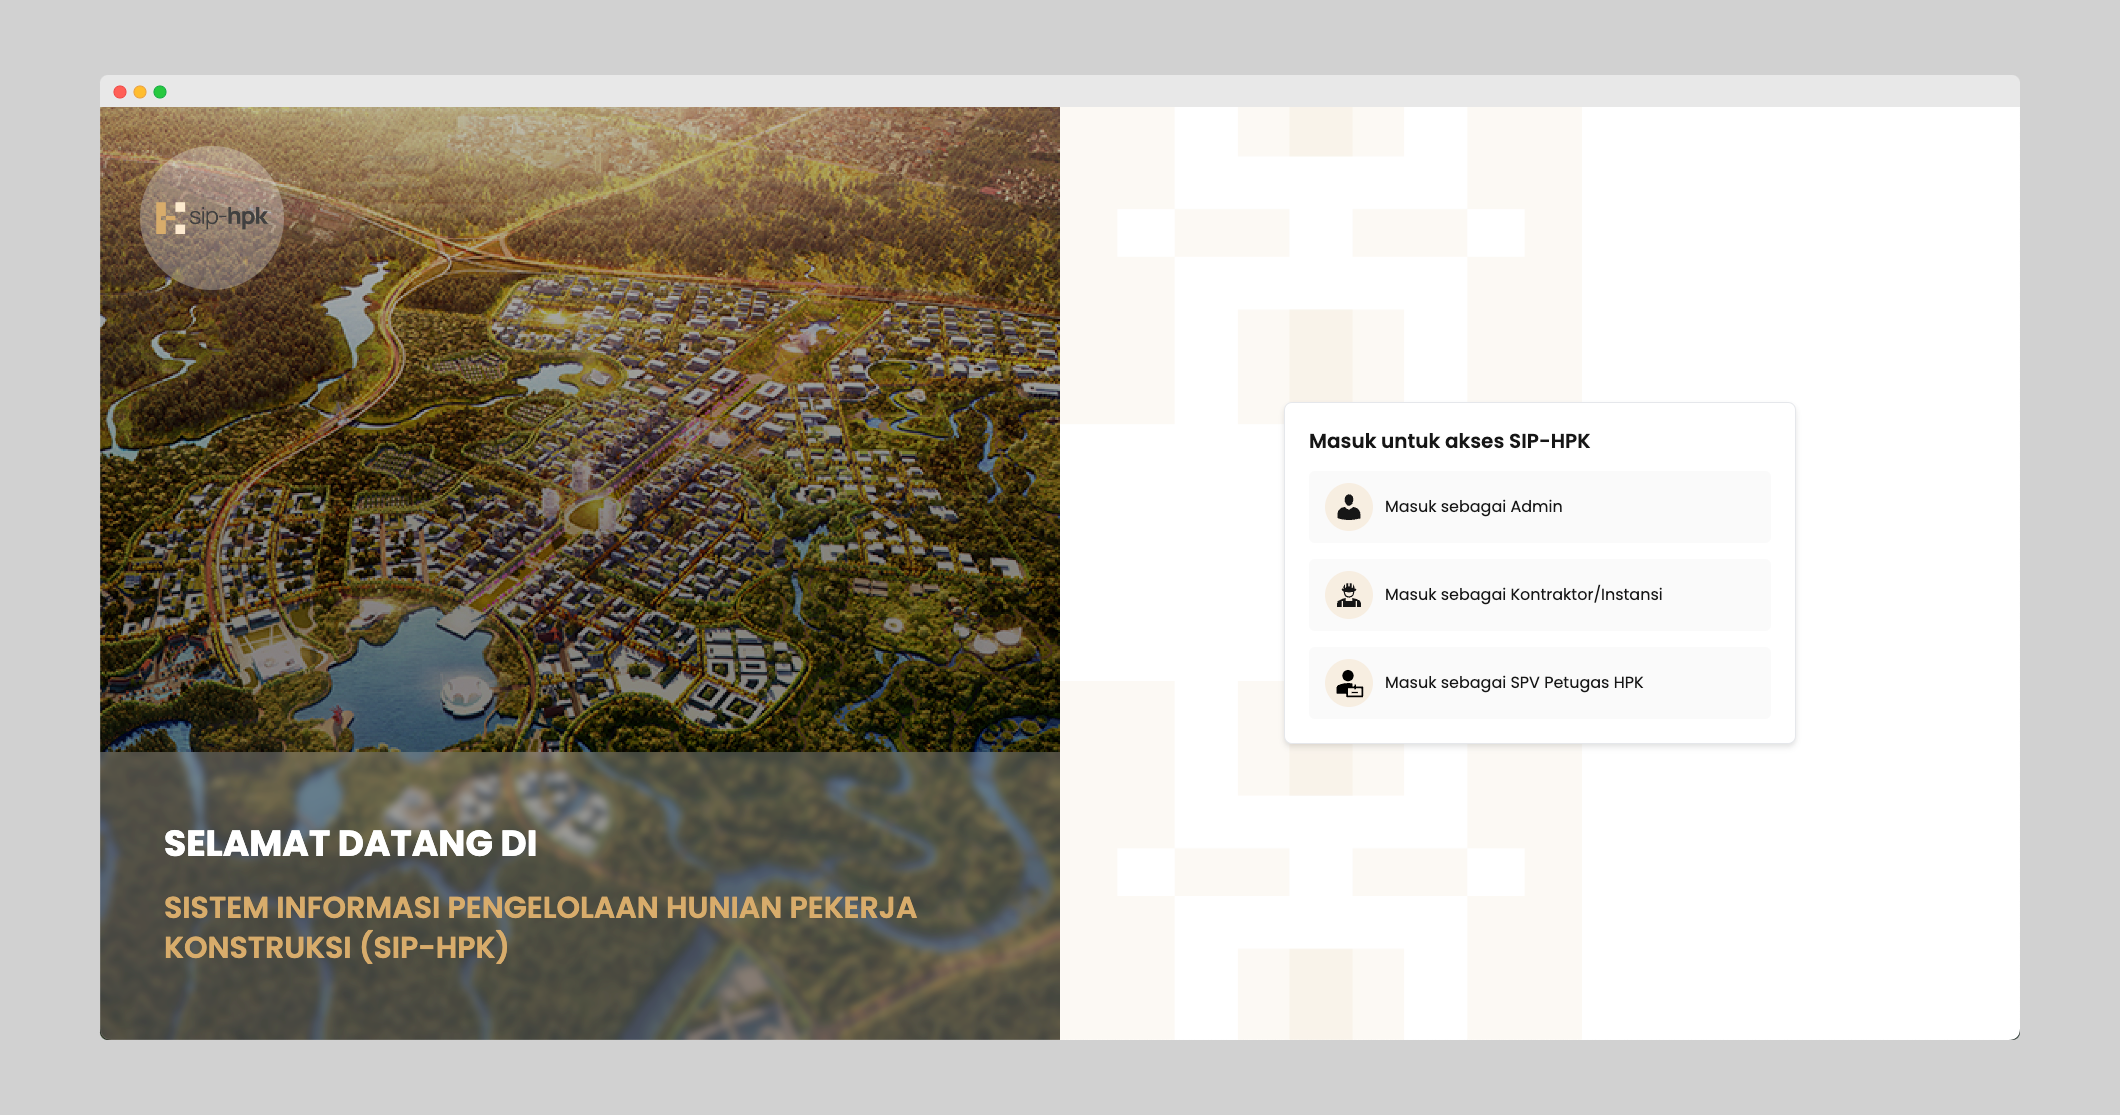 sip-hpk
SELAMAT DATANG DI
SISTEM INFORMASI PENGELOLAAN HUNIAN PEKERJA
KONSTRUKSI (SIP-HPK)
Masuk untuk akses SIP-HPK
Masuk sebagai Admin
Masuk sebagai Kontraktor/Instansi
Masuk sebagai SPV Petugas HPK